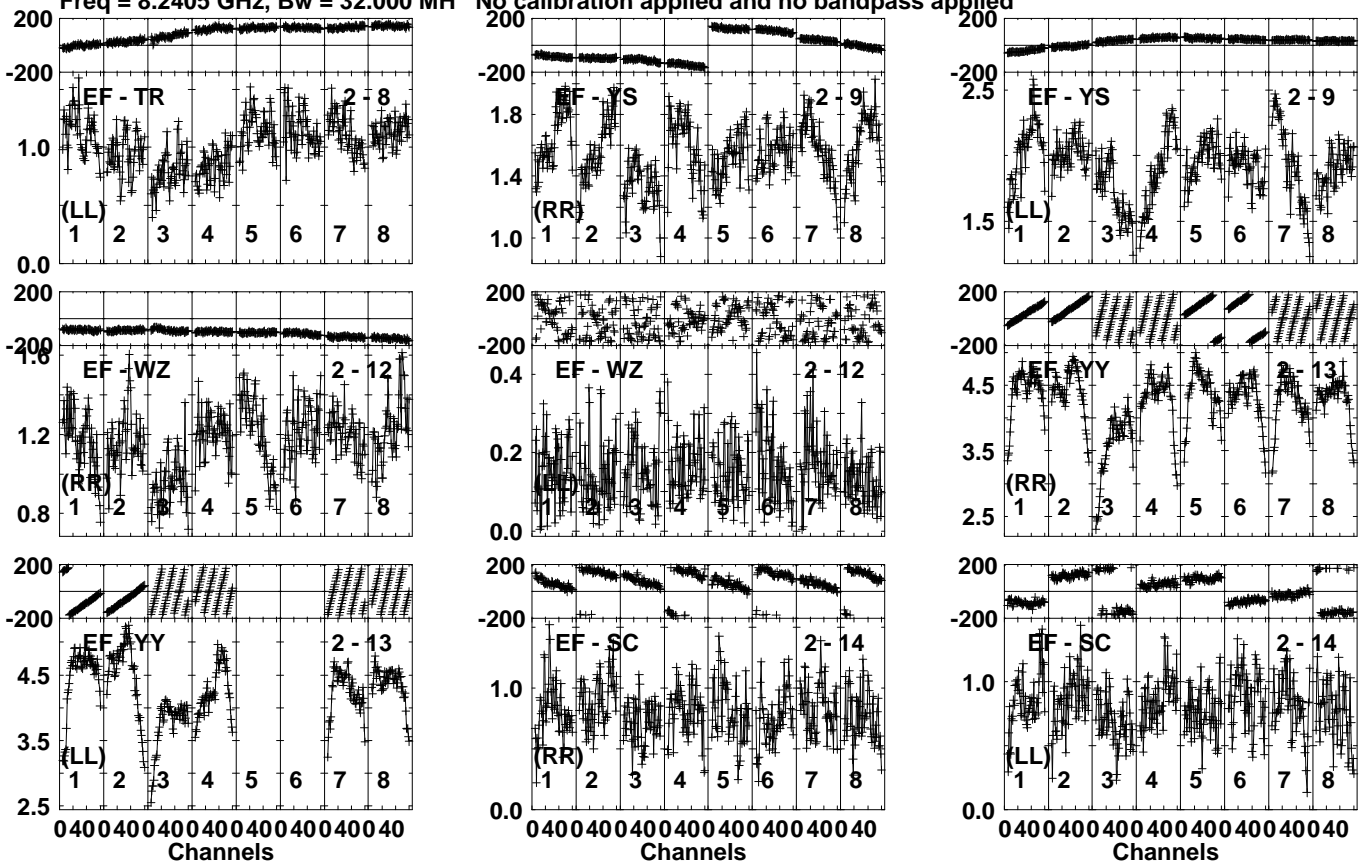 Freq = 8.2405 GHz, Bw = 32.000 MH No calibration applied and no bandpass applied
200 200 200
-200 -200 -200
EF - TR 2 - 8 1.8 EF - YS 2 - 9 2.5 EF - YS 2 - 9
1.0 1.4 1.5
(LL) (RR) (LL)
1 2 3 4 5 6 7 8 1.0 1 2 3 4 5 6 7 8 1 2 3 4 5 6 7 8
0.0
200 200 200
-200 -200 -200
1.6 EF - WZ 2 - 12 0.4 EF - WZ 2 - 12 4.5 EF - YY 2 - 13
1.2 0.2 3.5
(RR) (LL) (RR)
0.8 1 2 3 4 5 6 7 8 1 2 3 4 5 6 7 8 1 2 3 4 5 6 7 8
0.0 2.5
200 200 200
-200 -200 -200
EF - YY 2 - 13 EF - SC 2 - 14 EF - SC 2 - 14
4.5 1.0 1.0
3.5
(LL) (RR) (LL)
1 2 3 4 5 6 7 8 1 2 3 4 5 6 7 8 1 2 3 4 5 6 7 8
2.5 0.0 0.0
0 40 0 40 0 40 0 40 0 40 0 40 0 40 0 40 0 40 0 40 0 40 0 40 0 40 0 40 0 40 0 40 0 40 0 40 0 40 0 40 0 40 0 40 0 40 0 40
Channels Channels Channels